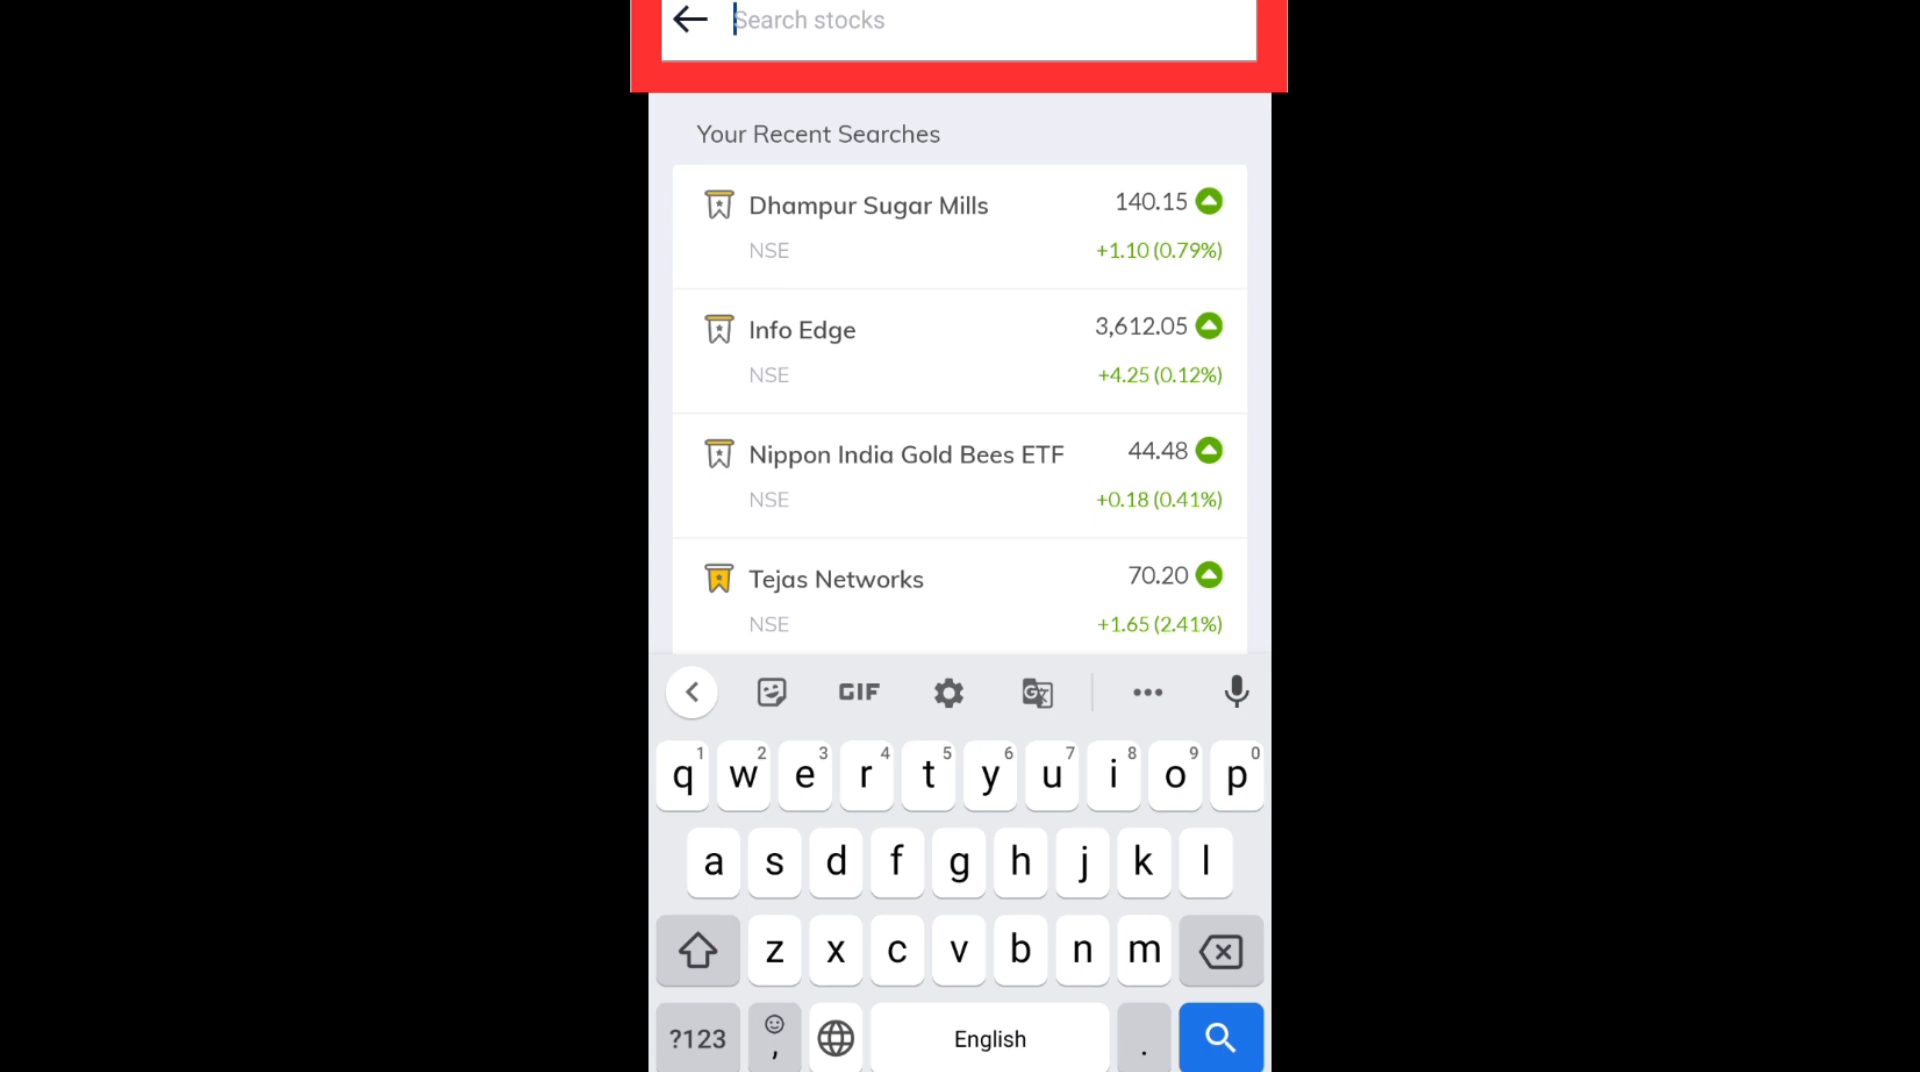 Search stocks
Your Recent Searches
Dhampur Sugar Mills 140.15
NSE +1.10 (0.79%)
Info Edge 3,612.05
NSE +4.25 (0.12%)
Nippon India Gold Bees ETF 44.48
NSE +0.18 (0.41%)
Tejas Networks 70.20
NSE +1.65 (2.41%)
GIF
1 2 3 4 5 6 7 8 9 0
q w e r t y u i o p
a s d f g h j k l
z x c v b n m
?123 , English .